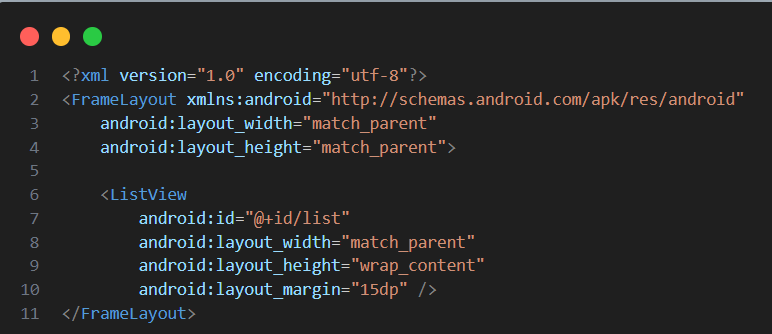 1 <?xml version="1.0" encoding="utf-8"?>
2 <FrameLayout xmlns:android="http://schemas.android.com/apk/res/android"
3     android:layout_width="match_parent"
4     android:layout_height="match_parent">
5
6     <ListView
7         android:id="@+id/list"
8         android:layout_width="match_parent"
9         android:layout_height="wrap_content"
10         android:layout_margin="15dp" />
11 </FrameLayout>